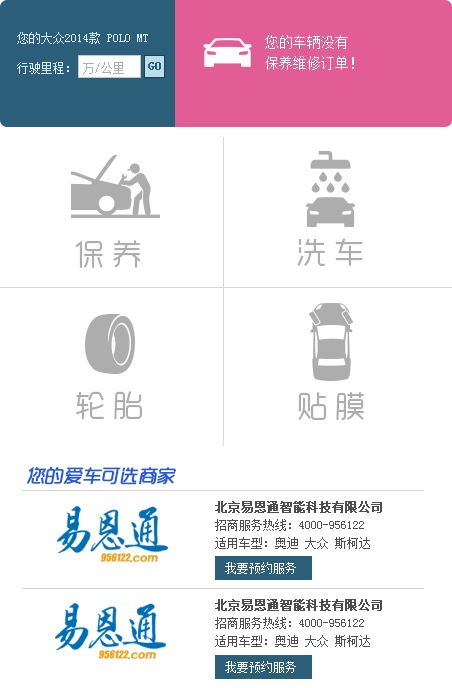 您的大众2014款 POLO MT
行驶里程: 万/公里 GO
您的车辆没有
保养维修订单!
保养
洗车
轮胎
贴膜
您的爱车可选商家
易恩通
956122.com
北京易恩通智能科技有限公司
招商服务热线: 4000-956122
适用车型: 奥迪 大众 斯柯达
我要预约服务
易恩通
956122.com
北京易恩通智能科技有限公司
招商服务热线: 4000-956122
适用车型: 奥迪 大众 斯柯达
我要预约服务